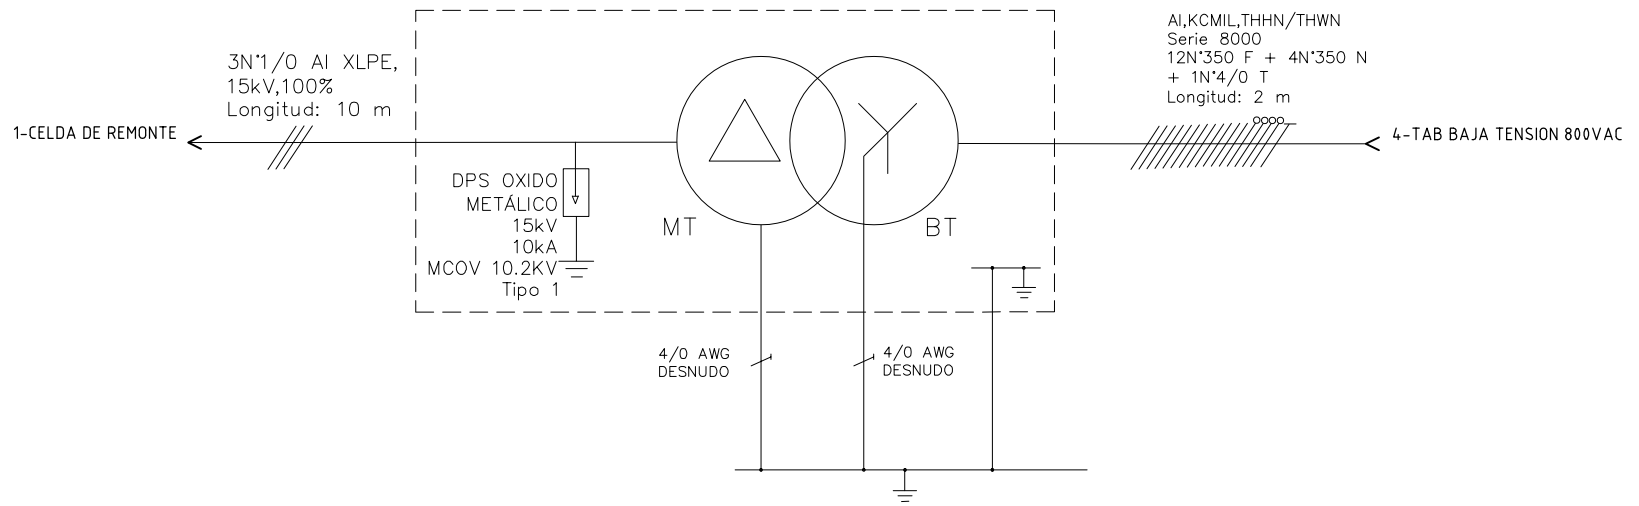 3N°1/0 Al XLPE,
15kV,100%
Longitud: 10 m
1-CELDA DE REMONTE
DPS OXIDO
METÁLICO
15kV
10kA
MCOV 10.2KV
Tipo 1
MT
BT
Al,KCMIL,THHN/THWN
Serie 8000
12N°350 F + 4N°350 N
+ 1N°4/0 T
Longitud: 2 m
4-TAB BAJA TENSION 800VAC
4/0 AWG
DESNUDO
4/0 AWG
DESNUDO